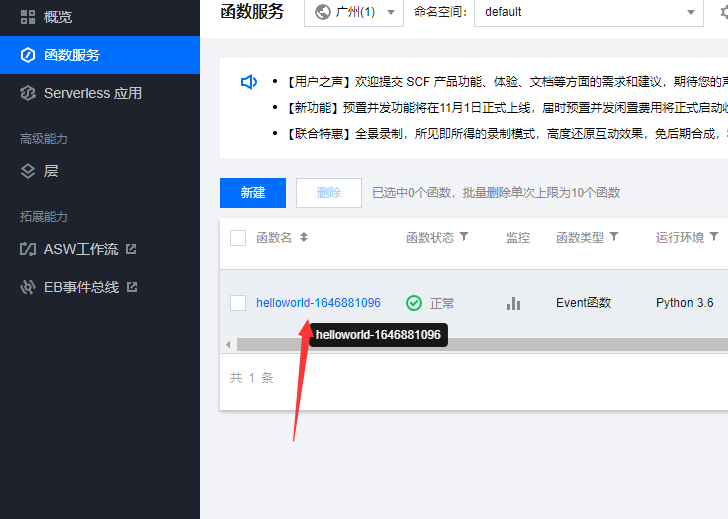 概览
函数服务
Serverless 应用
高级能力
层
拓展能力
ASW工作流
EB事件总线
函数服务 广州(1) 命名空间: default
• 【用户之声】欢迎提交 SCF 产品功能、体验、文档等方面的需求和建议，期待您的声
• 【新功能】预置并发功能将在11月1日正式上线，届时预置并发闲置费用将正式启动收
• 【联合特惠】全景录制，所见即所得的录制模式，高度还原互动效果，免后期合成，
新建 删除 已选中0个函数，批量删除单次上限为10个函数
函数名 函数状态 监控 函数类型 运行环境
helloworld-1646881096 正常 Event函数 Python 3.6
helloworld-1646881096
共 1 条